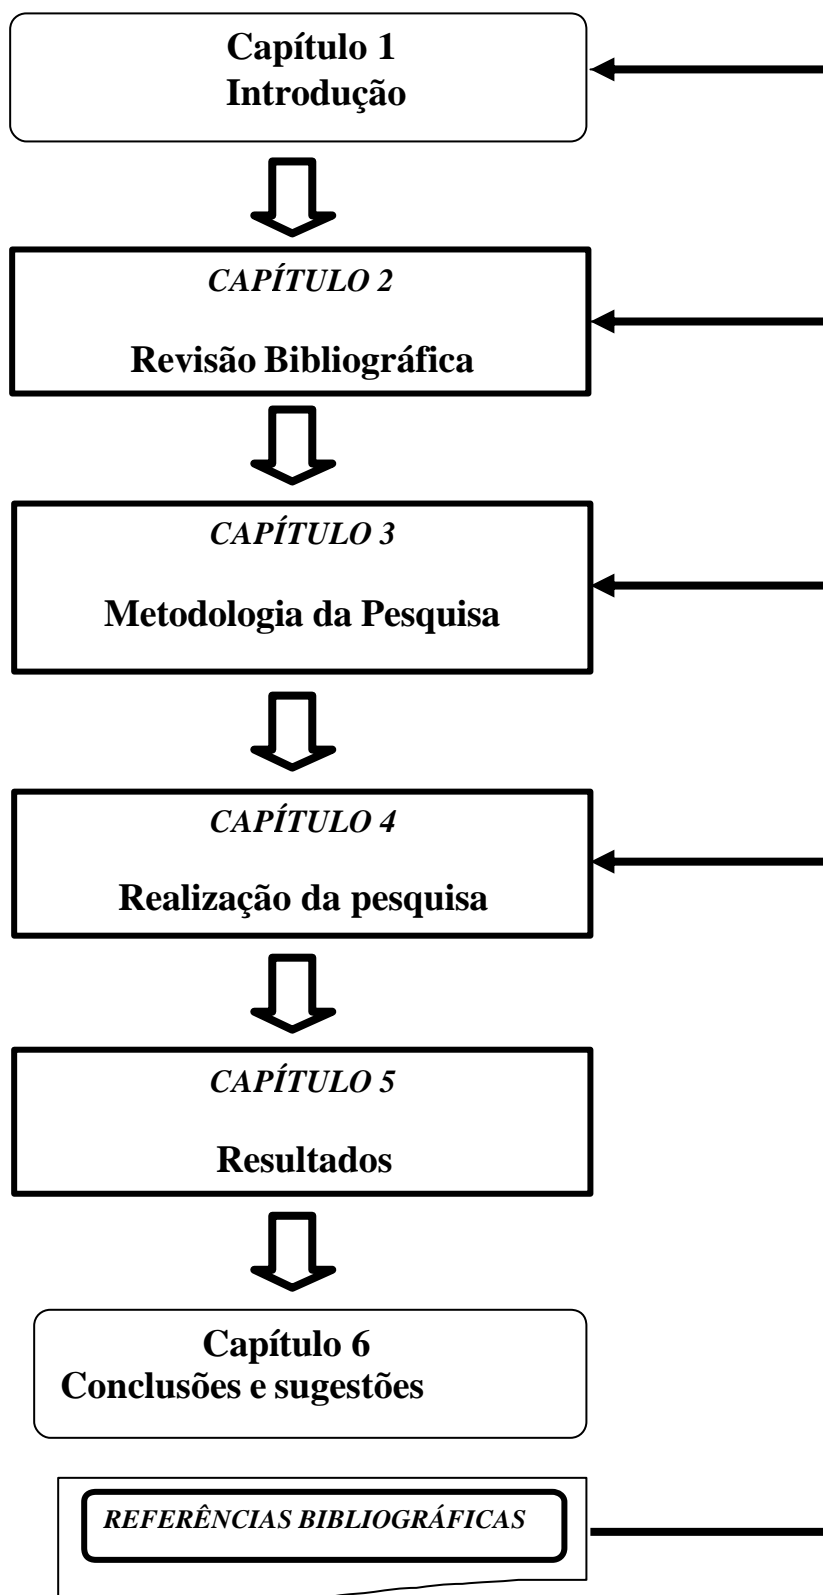 Capítulo 1
Introdução
CAPÍTULO 2
Revisão Bibliográfica
CAPÍTULO 3
Metodologia da Pesquisa
CAPÍTULO 4
Realização da pesquisa
CAPÍTULO 5
Resultados
Capítulo 6
Conclusões e sugestões
REFERÊNCIAS BIBLIOGRÁFICAS